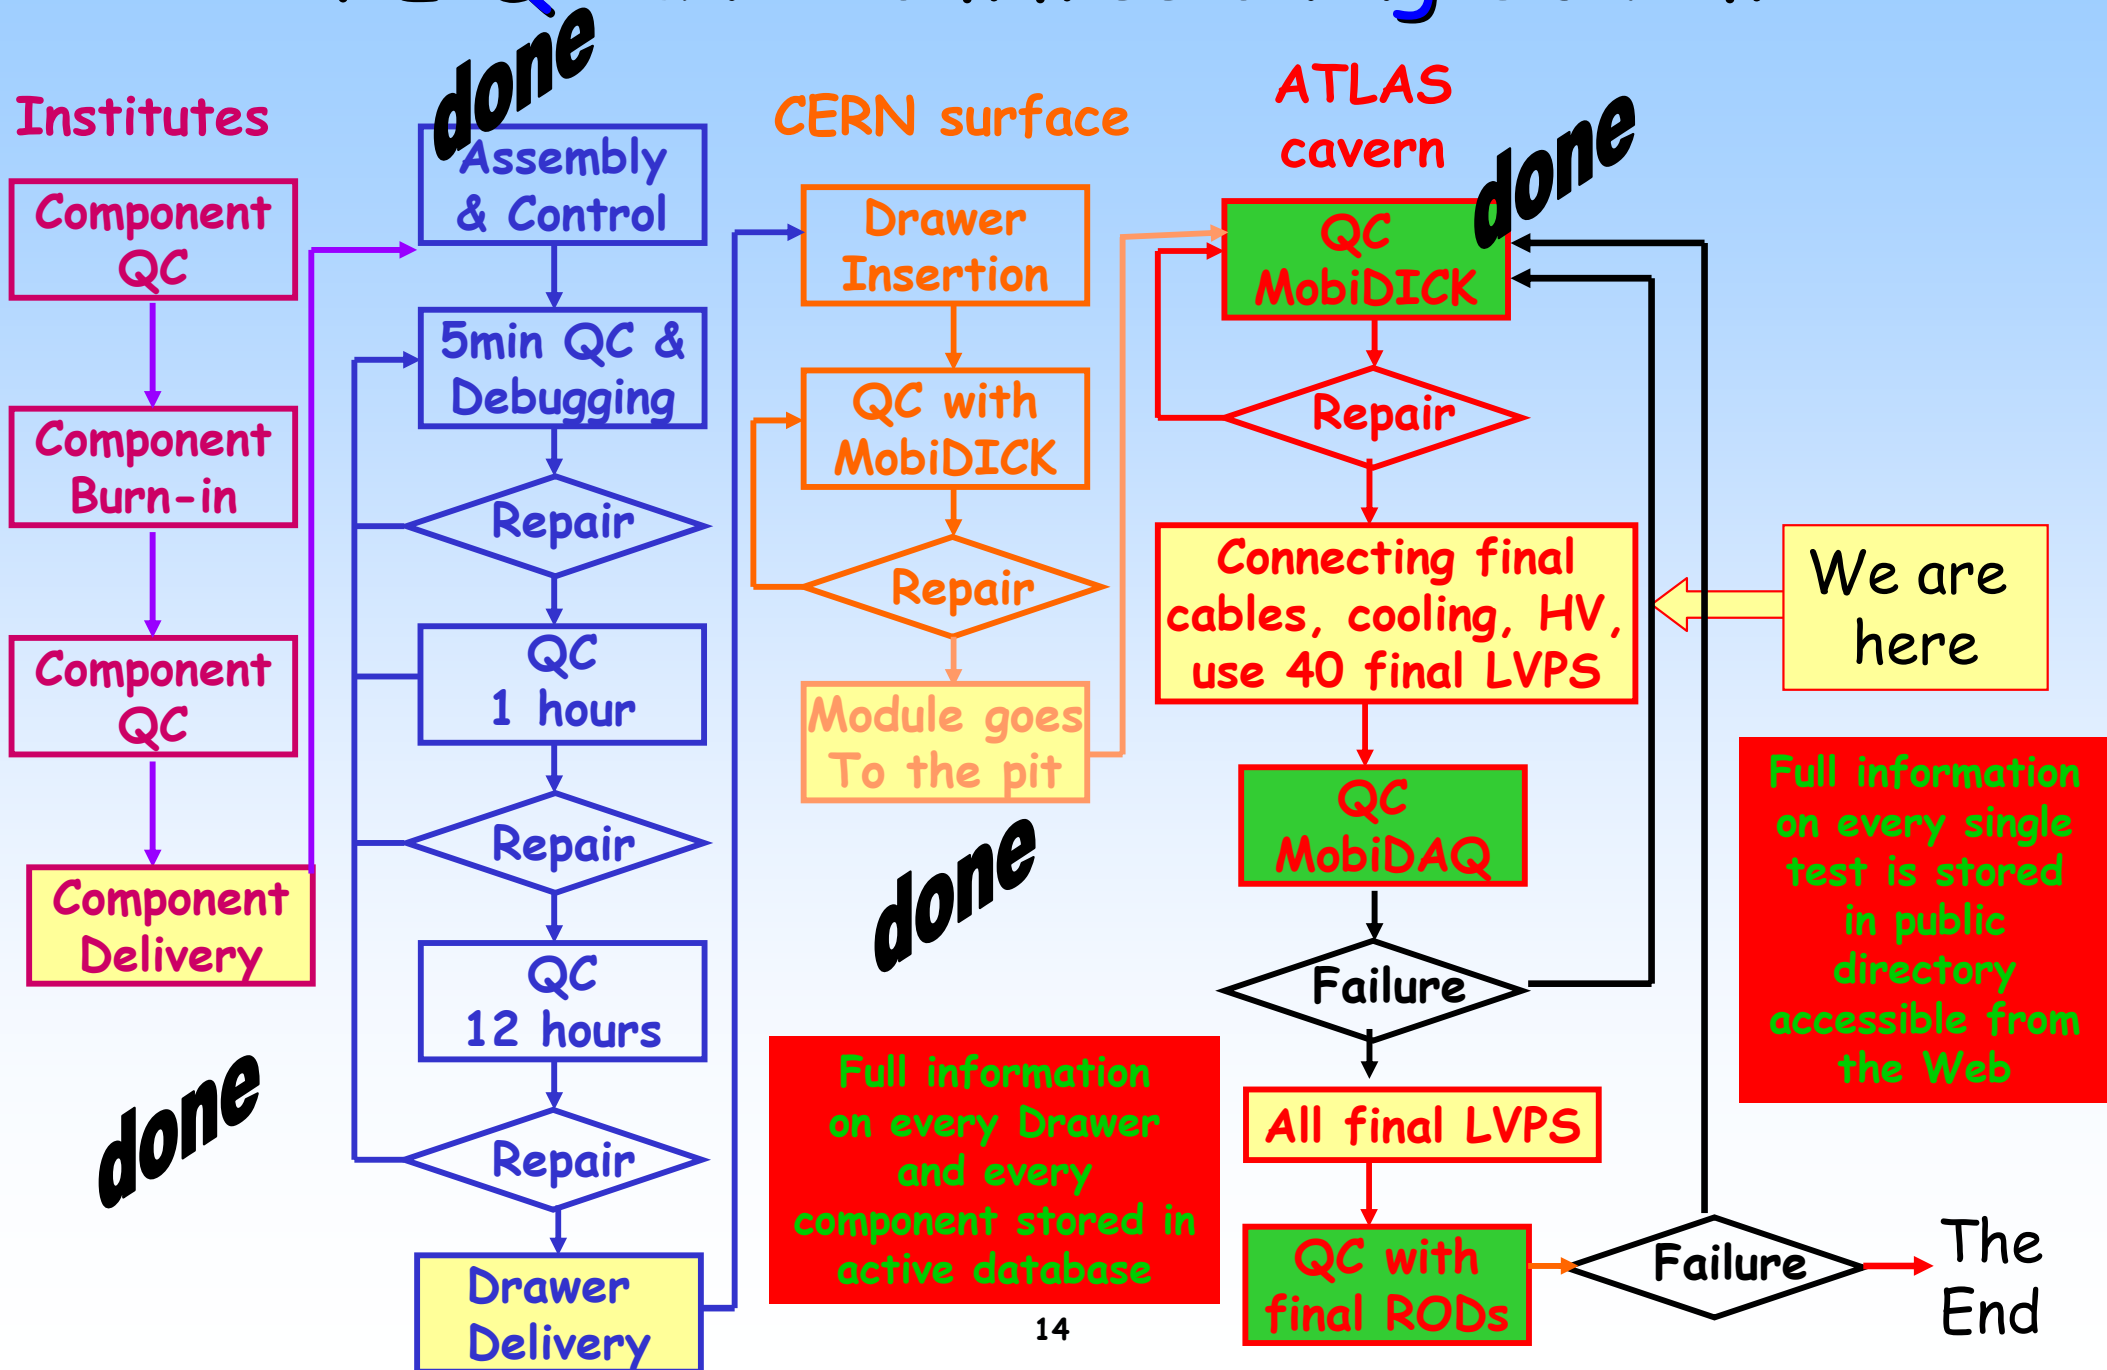 Institutes
Component
QC
Component
Burn-in
Component
QC
Component
Delivery
done
done
Assembly
& Control
5min QC &
Debugging
Repair
QC
1 hour
Repair
QC
12 hours
Repair
Drawer
Delivery
CERN surface
Drawer
Insertion
QC with
MobiDICK
Repair
Module goes
To the pit
done
Full information
on every Drawer
and every
component stored in
active database
14
ATLAS
cavern
done
QC
MobiDICK
Repair
Connecting final
cables, cooling, HV,
use 40 final LVPS
QC
MobiDAQ
Failure
All final LVPS
QC with
final RODs
Failure
The
End
We are
here
Full information
on every single
test is stored
in public
directory
accessible from
the Web